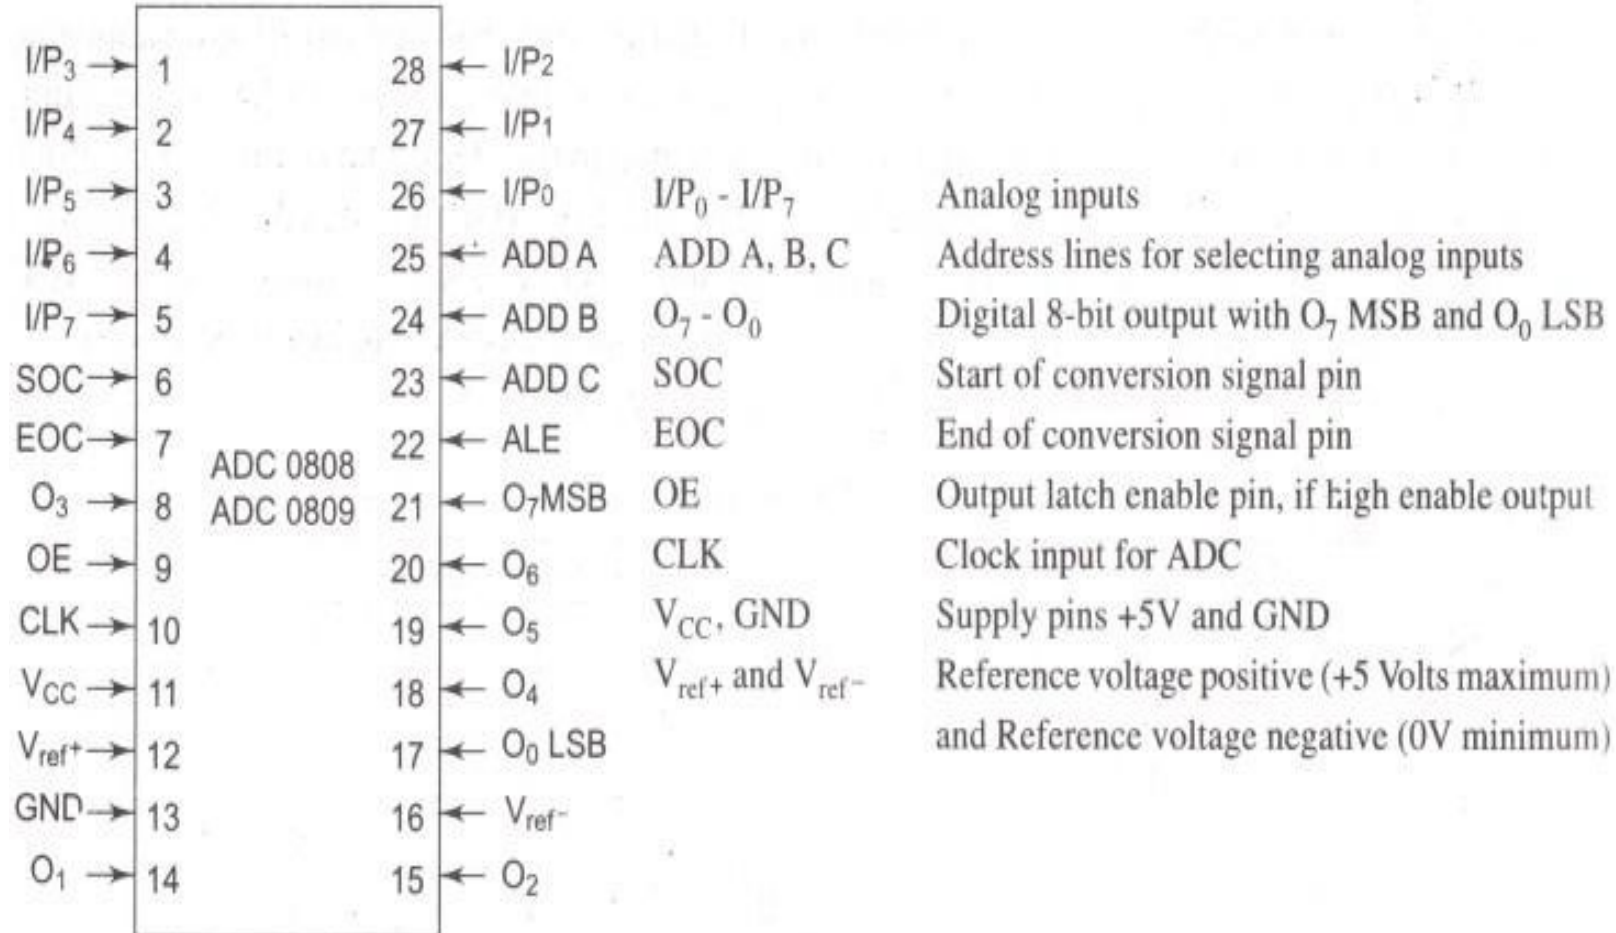 I/P3 1 28 I/P2
I/P4 2 27 I/P1
I/P5 3 26 I/P0 I/P0 - I/P7 Analog inputs
I/P6 4 25 ADD A ADD A, B, C Address lines for selecting analog inputs
I/P7 5 24 ADD B O7 - O0 Digital 8-bit output with O7 MSB and O0 LSB
SOC 6 23 ADD C SOC Start of conversion signal pin
EOC 7 22 ALE EOC End of conversion signal pin
ADC 0808
O3 8 21 O7MSB OE Output latch enable pin, if high enable output
ADC 0809
OE 9 20 O6 CLK Clock input for ADC
CLK 10 19 O5 VCC, GND Supply pins +5V and GND
VCC 11 18 O4 Vref+ and Vref− Reference voltage positive (+5 Volts maximum)
Vref+ 12 17 O0 LSB and Reference voltage negative (0V minimum)
GND 13 16 Vref−
O1 14 15 O2